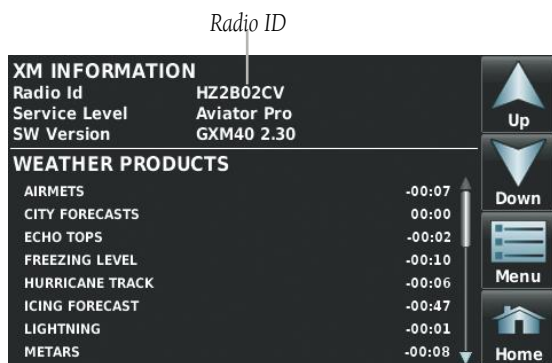 Radio ID
XM INFORMATION
Radio Id HZ2B02CV
Service Level Aviator Pro
SW Version GXM40 2.30
WEATHER PRODUCTS
AIRMETS -00:07
CITY FORECASTS 00:00
ECHO TOPS -00:02
FREEZING LEVEL -00:10
HURRICANE TRACK -00:06
ICING FORECAST -00:47
LIGHTNING -00:01
METARS -00:08
Up
Down
Menu
Home